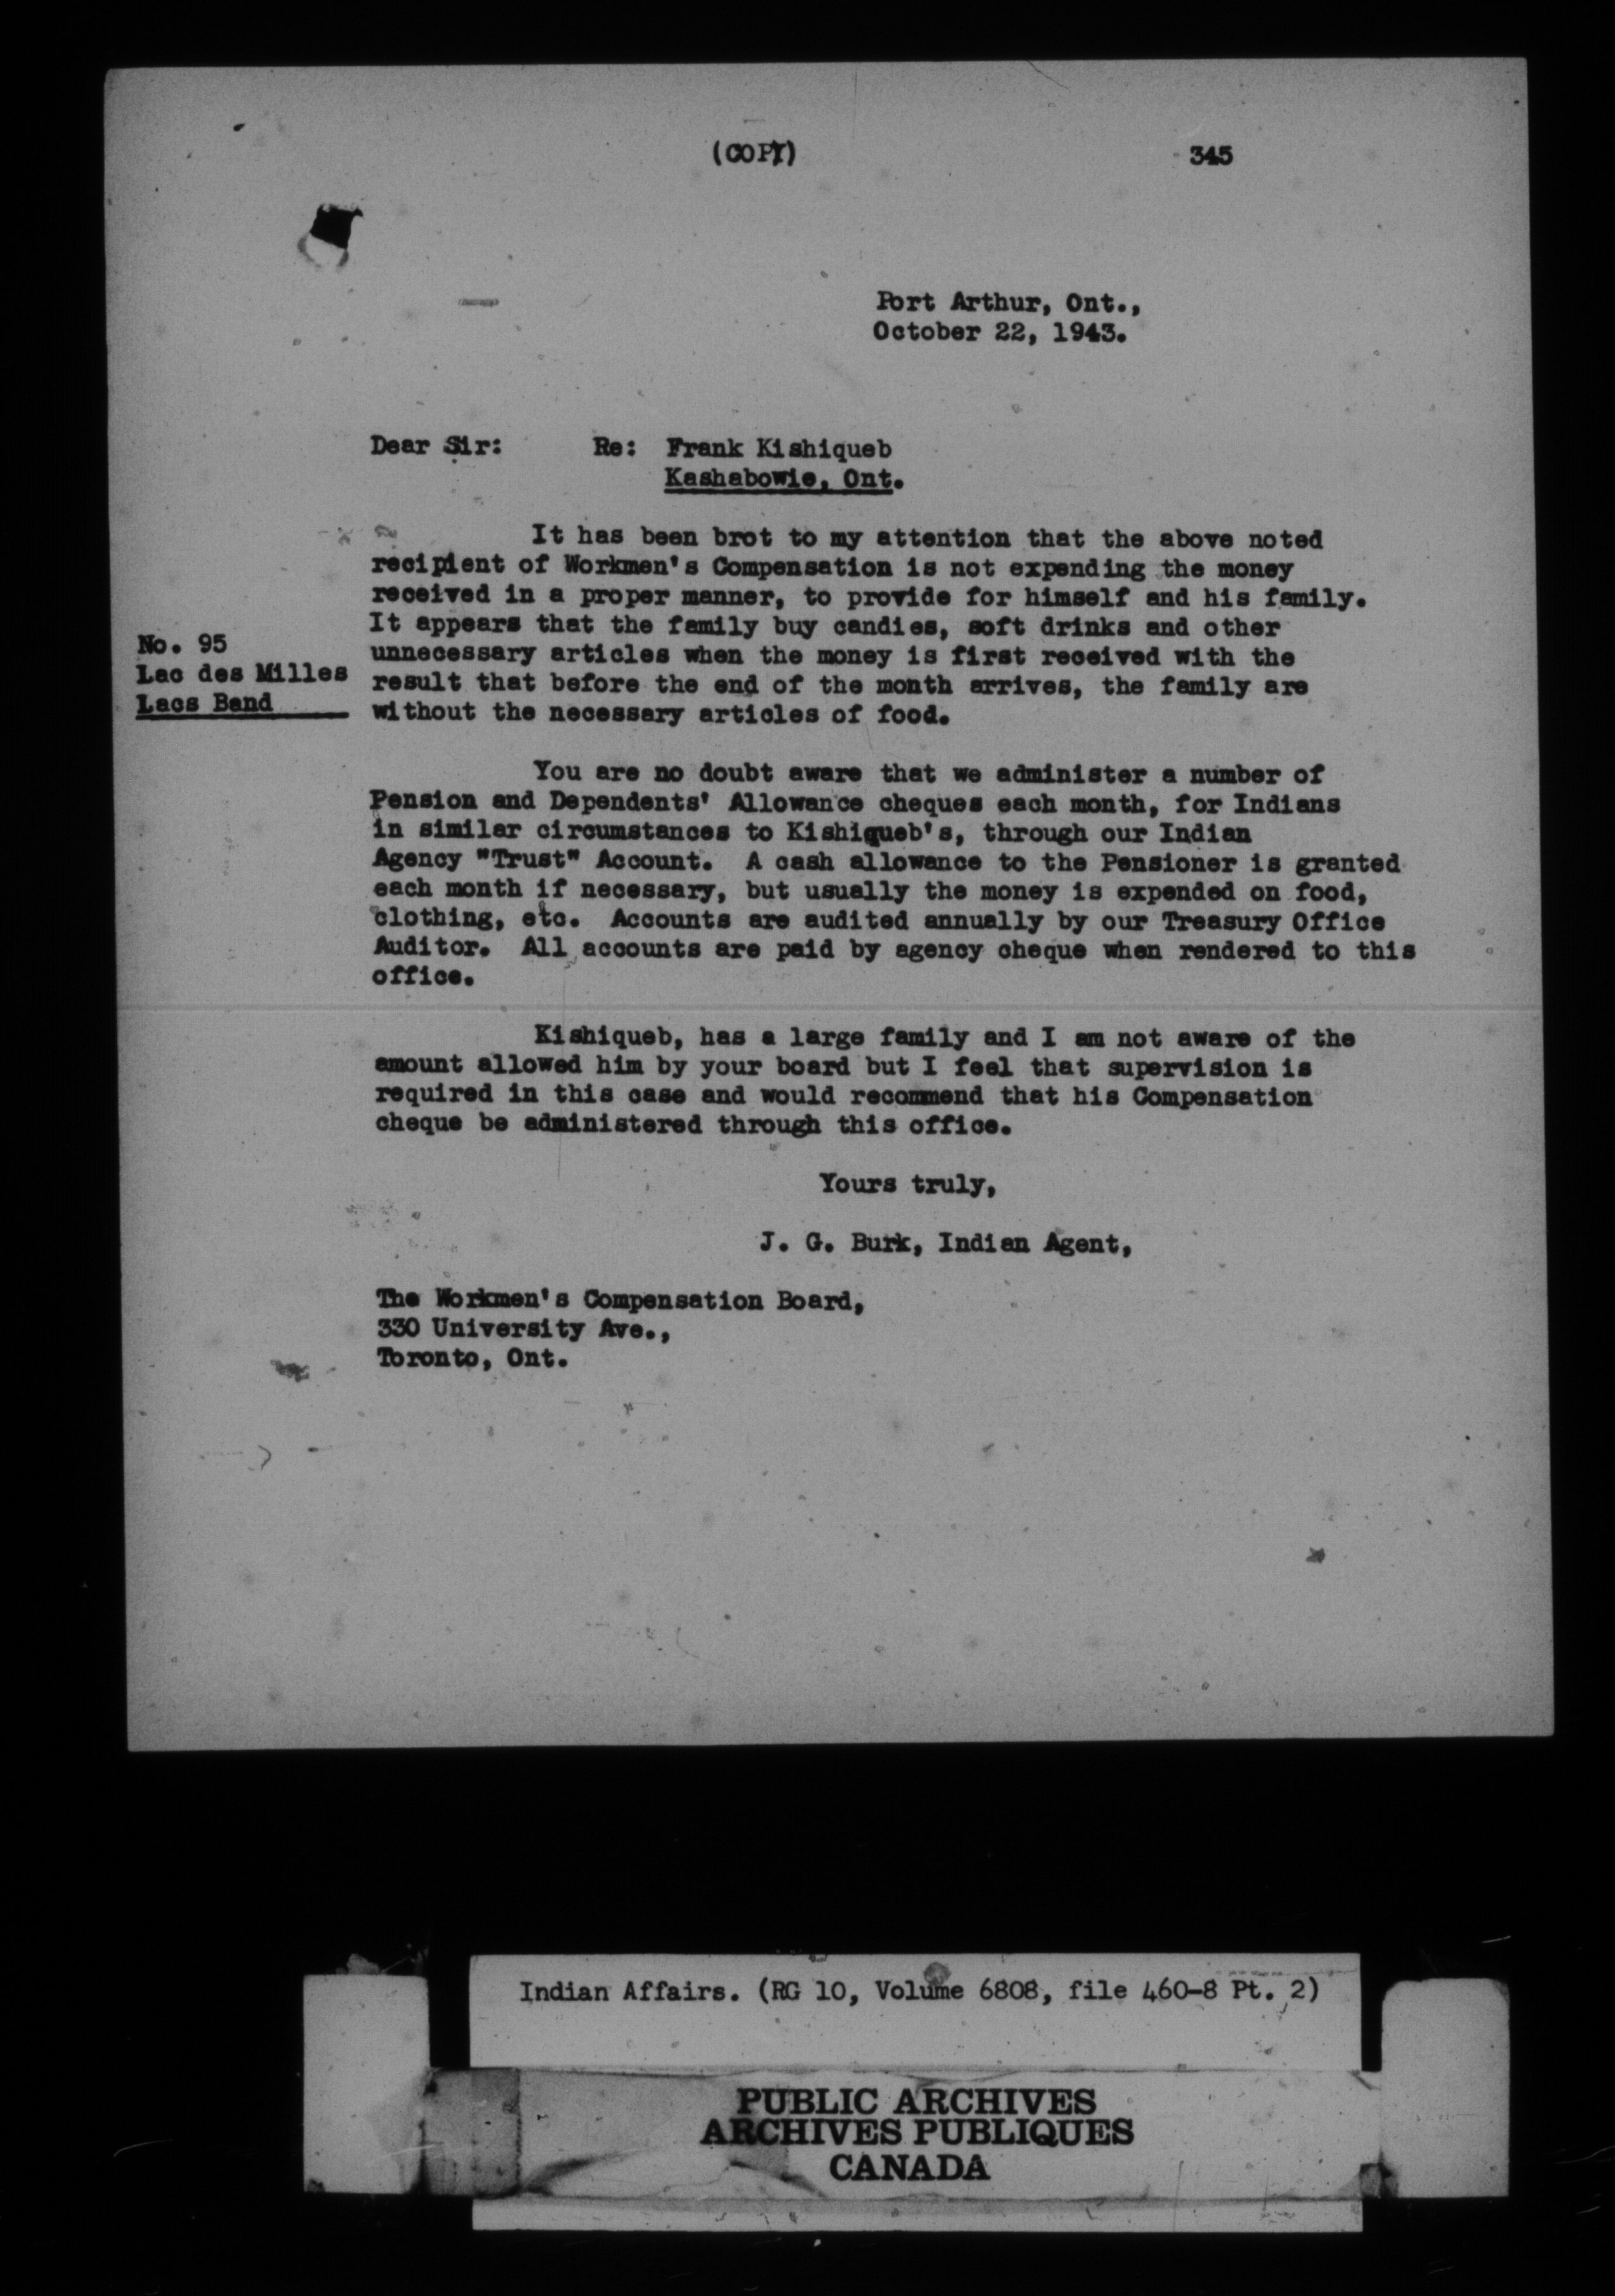 (COPY)
345
Port Arthur, Ont.,
October 22, 1943.
Dear Sir: Re: Frank Kishiqueb
Kashabowie, Ont.
It has been brot to my attention that the above noted
recipient of Workmen's Compensation is not expending the money
received in a proper manner, to provide for himself and his family.
It appears that the family buy candies, soft drinks and other
unnecessary articles when the money is first received with the
result that before the end of the month arrives, the family are
without the necessary articles of food.
No. 95
Lac des Milles
Lacs Band
You are no doubt aware that we administer a number of
Pension and Dependents' Allowance cheques each month, for Indians
in similar circumstances to Kishiqueb's, through our Indian
Agency "Trust" Account. A cash allowance to the Pensioner is granted
each month if necessary, but usually the money is expended on food,
clothing, etc. Accounts are audited annually by our Treasury Office
Auditor. All accounts are paid by agency cheque when rendered to this
office.
Kishiqueb, has a large family and I am not aware of the
amount allowed him by your board but I feel that supervision is
required in this case and would recommend that his Compensation
cheque be administered through this office.
Yours truly,
J. G. Burk, Indian Agent,
The Workmen's Compensation Board,
330 University Ave.,
Toronto, Ont.
Indian Affairs. (RG 10, Volume 6808, file 460-8 Pt. 2)
PUBLIC ARCHIVES
ARCHIVES PUBLIQUES
CANADA